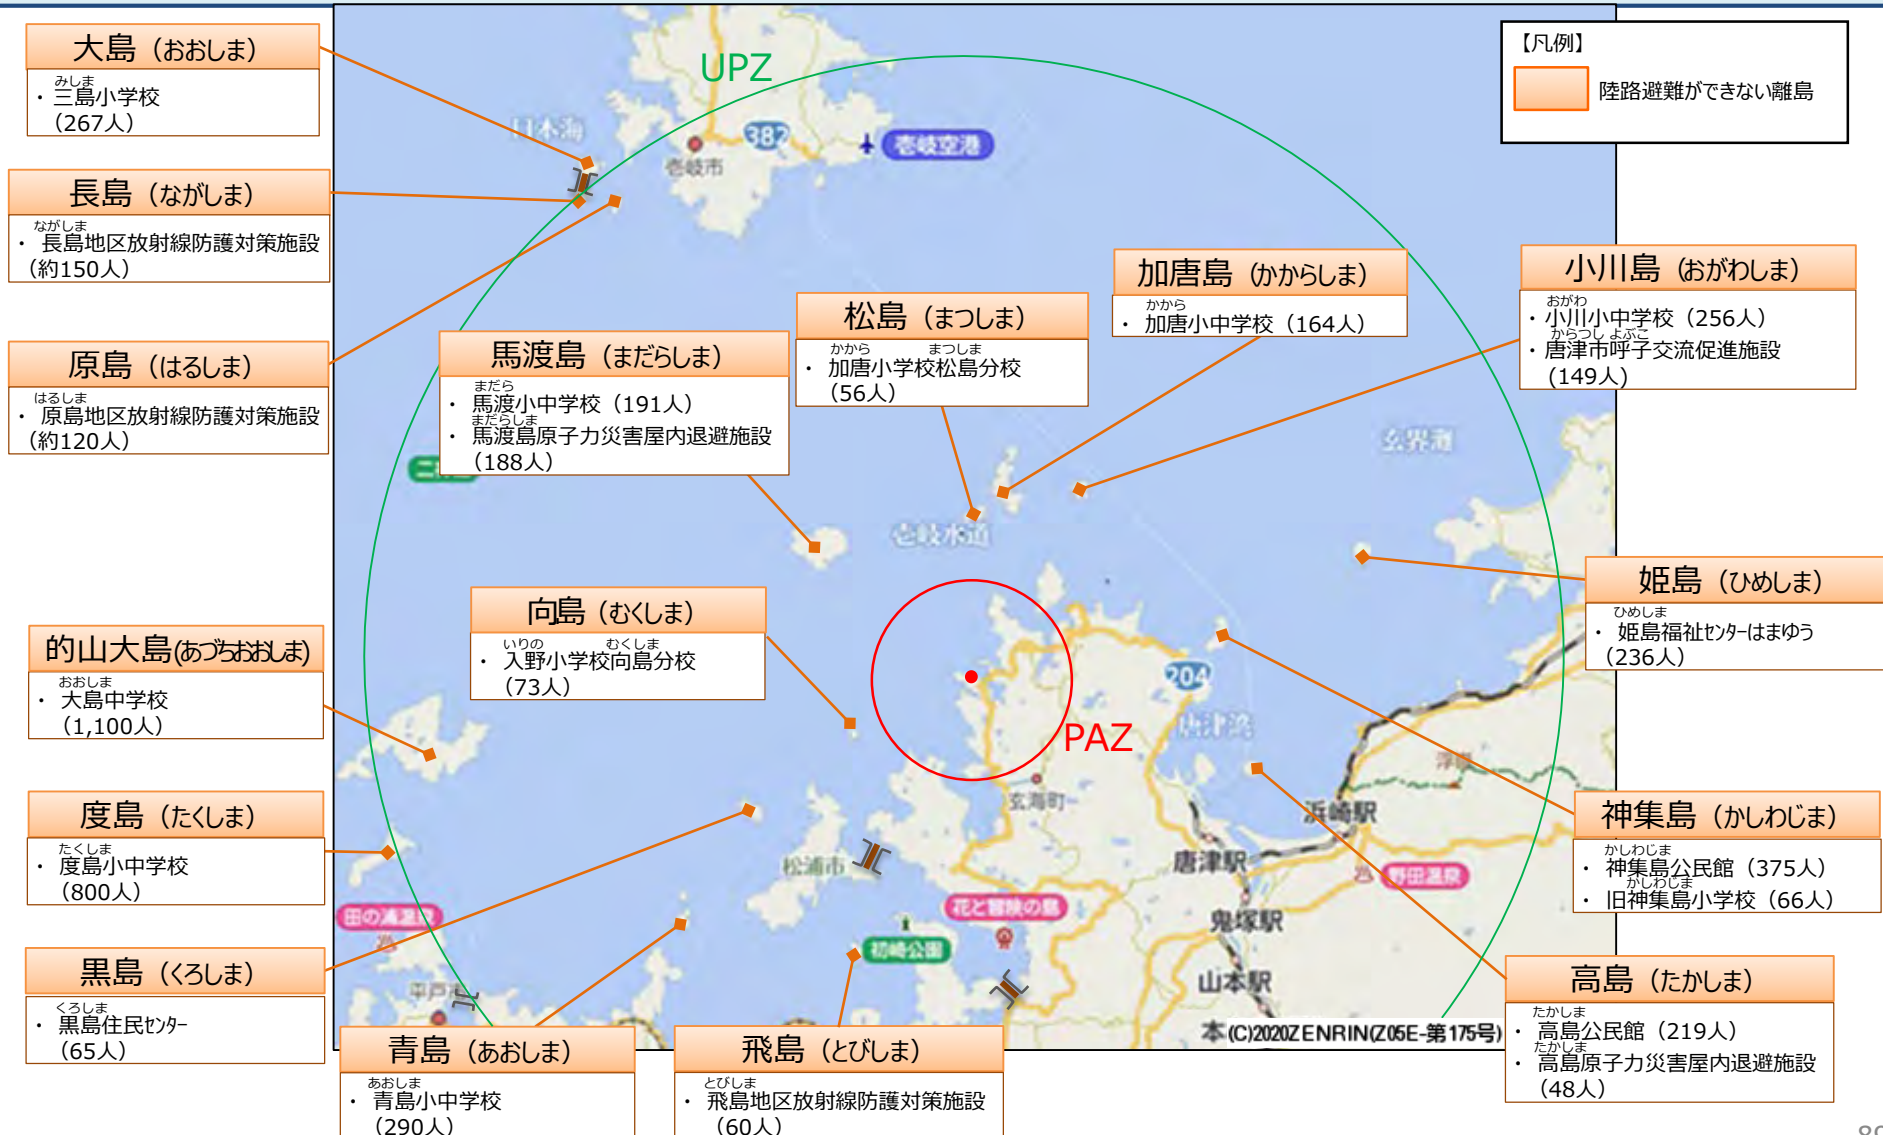 大島（おおしま）
みしま
・三島小学校
（267人）
長島（ながしま）
ながしま
・長島地区放射線防護対策施設
（約150人）
原島（はるしま）
はるしま
・原島地区放射線防護対策施設
（約120人）
的山大島(あづちおおしま)
おおしま
・大島中学校
（1,100人）
度島（たくしま）
たくしま
・度島小中学校
（800人）
黒島（くろしま）
くろしま
・黒島住民センター
（65人）
青島（あおしま）
あおしま
・青島小中学校
（290人）
飛島（とびしま）
とびしま
・飛島地区放射線防護対策施設
（60人）
馬渡島（まだらしま）
まだら
・馬渡小中学校（191人）
まだらしま
・馬渡島原子力災害屋内退避施設
（188人）
向島（むくしま）
いりの むくしま
・入野小学校向島分校
（73人）
松島（まつしま）
かから まつしま
・加唐小学校松島分校
（56人）
加唐島（かからしま）
かから
・加唐小中学校（164人）
小川島（おがわしま）
おがわ
・小川小中学校（256人）
からつし よぶこ
・唐津市呼子交流促進施設
(149人)
姫島（ひめしま）
ひめしま
・姫島福祉センターはまゆう
（236人）
神集島（かしわじま）
かしわじま
・神集島公民館（375人）
かしわじま
・旧神集島小学校（66人）
高島（たかしま）
たかしま
・高島公民館（219人）
たかしま
・高島原子力災害屋内退避施設
（48人）
【凡例】
陸路避難ができない離島
UPZ
PAZ
日本海
382
壱岐空港
壱岐市
壱岐水道
玄界灘
204
唐津湾
玄海町
浜崎駅
唐津駅
鬼塚駅
山本駅
野田温泉
松浦市
花と冒険の島
初崎公園
田の浦温泉
平戸市
本(C)2020ZENRIN(Z05E-第175号)